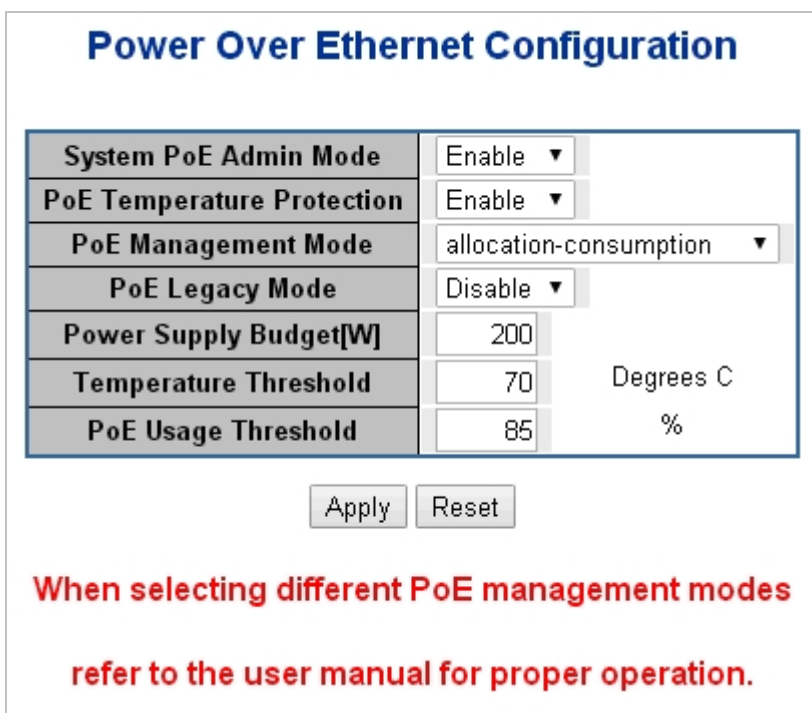 Power Over Ethernet Configuration
System PoE Admin Mode Enable
PoE Temperature Protection Enable
PoE Management Mode allocation-consumption
PoE Legacy Mode Disable
Power Supply Budget[W] 200
Temperature Threshold 70 Degrees C
PoE Usage Threshold 85 %
Apply Reset
When selecting different PoE management modes
refer to the user manual for proper operation.